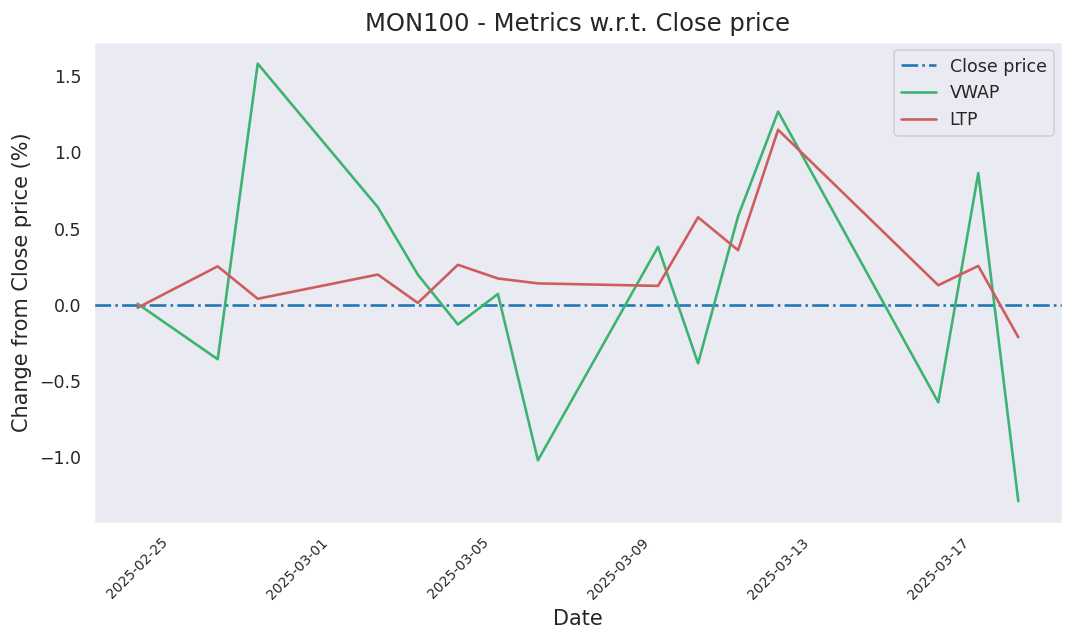 MON100 - Metrics w.r.t. Close price
Close price
VWAP
LTP
Change from Close price (%)
1.5
1.0
0.5
0.0
−0.5
−1.0
2025-02-25
2025-03-01
2025-03-05
2025-03-09
2025-03-13
2025-03-17
Date